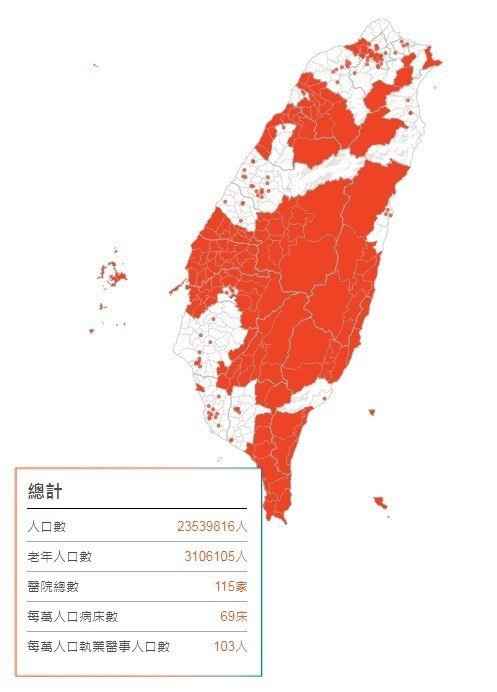 總計
人口數 23539816人
老年人口數 3106105人
醫院總數 115家
每萬人口病床數 69床
每萬人口執業醫事人口數 103人